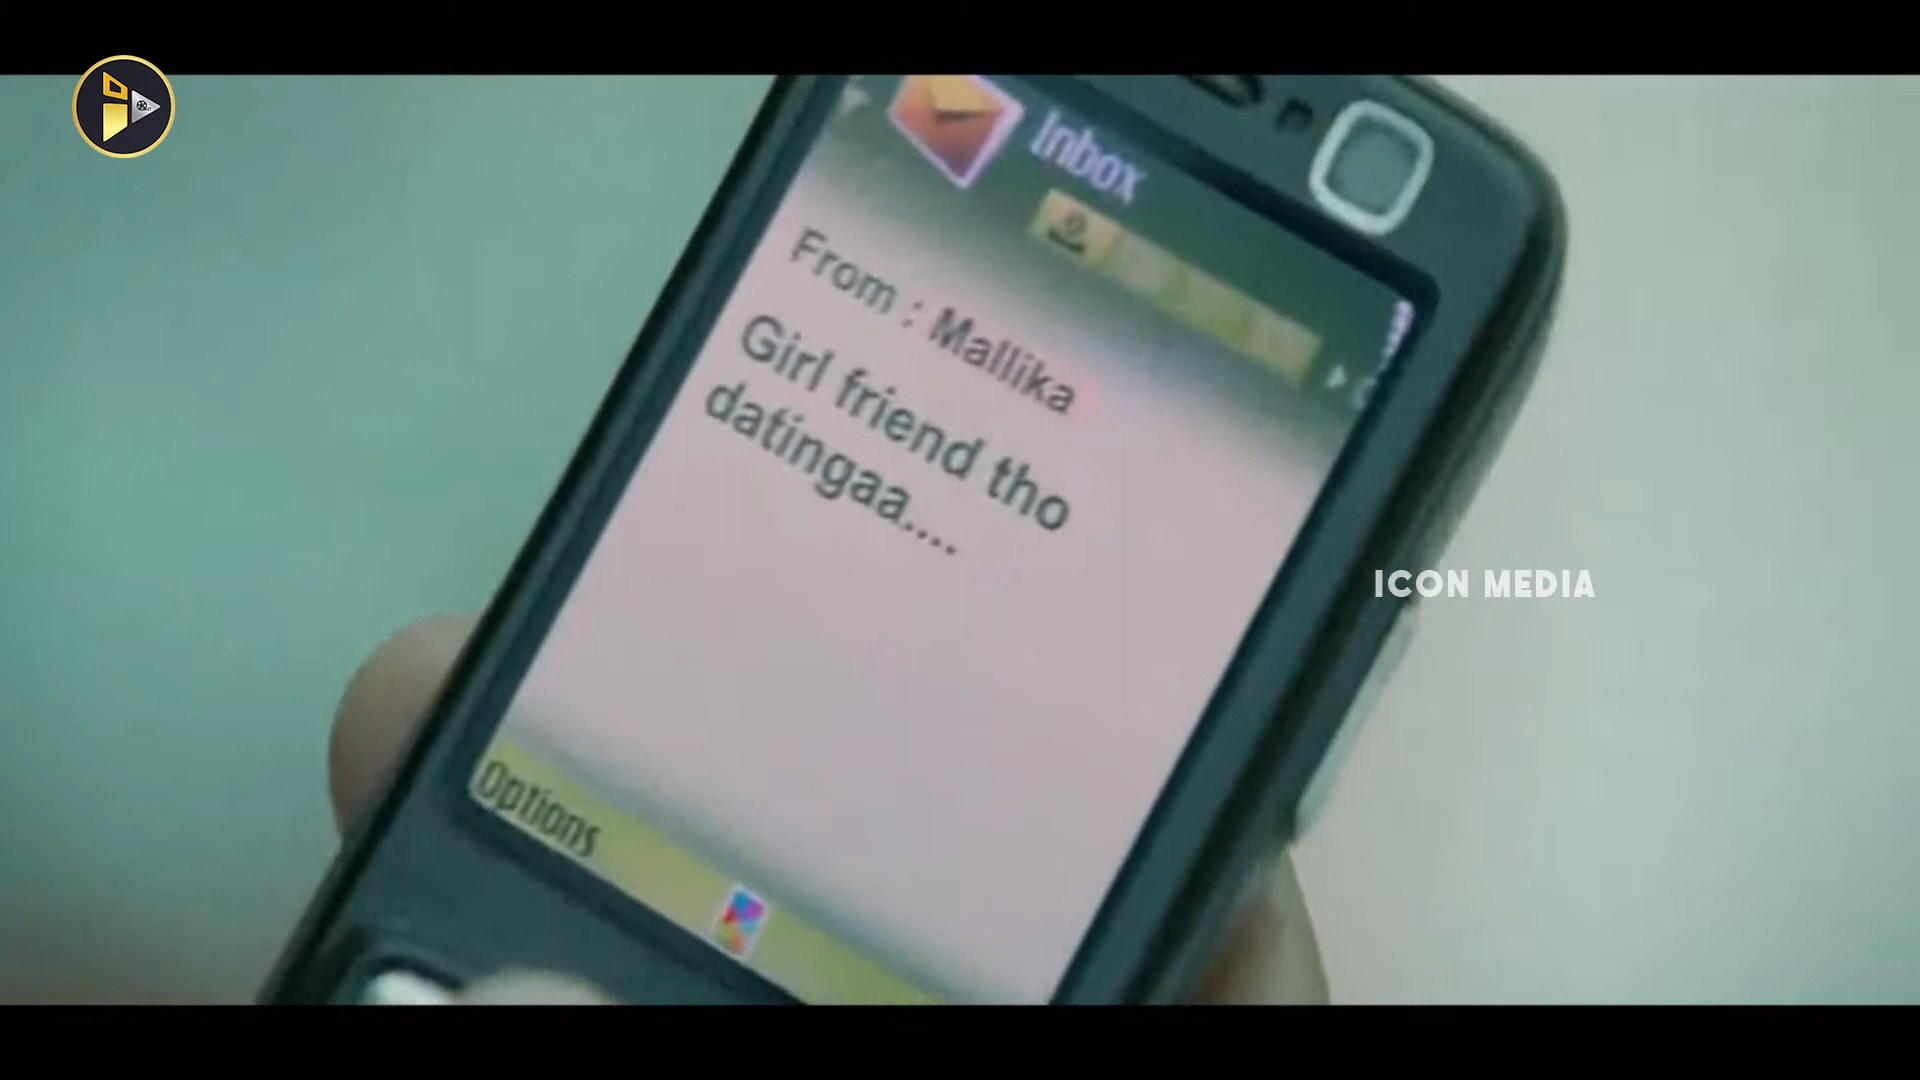 Inbox
From : Mallika
Girl friend tho
datingaa....
Options
ICON MEDIA